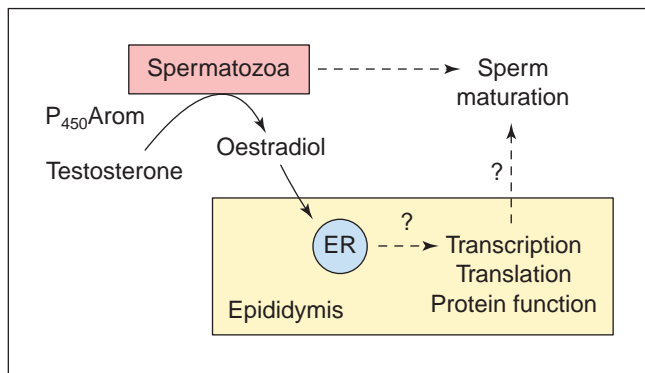 Spermatozoa
Sperm
maturation
P₄₅₀Arom
Testosterone
Oestradiol
?
?
ER
Transcription
Translation
Protein function
Epididymis